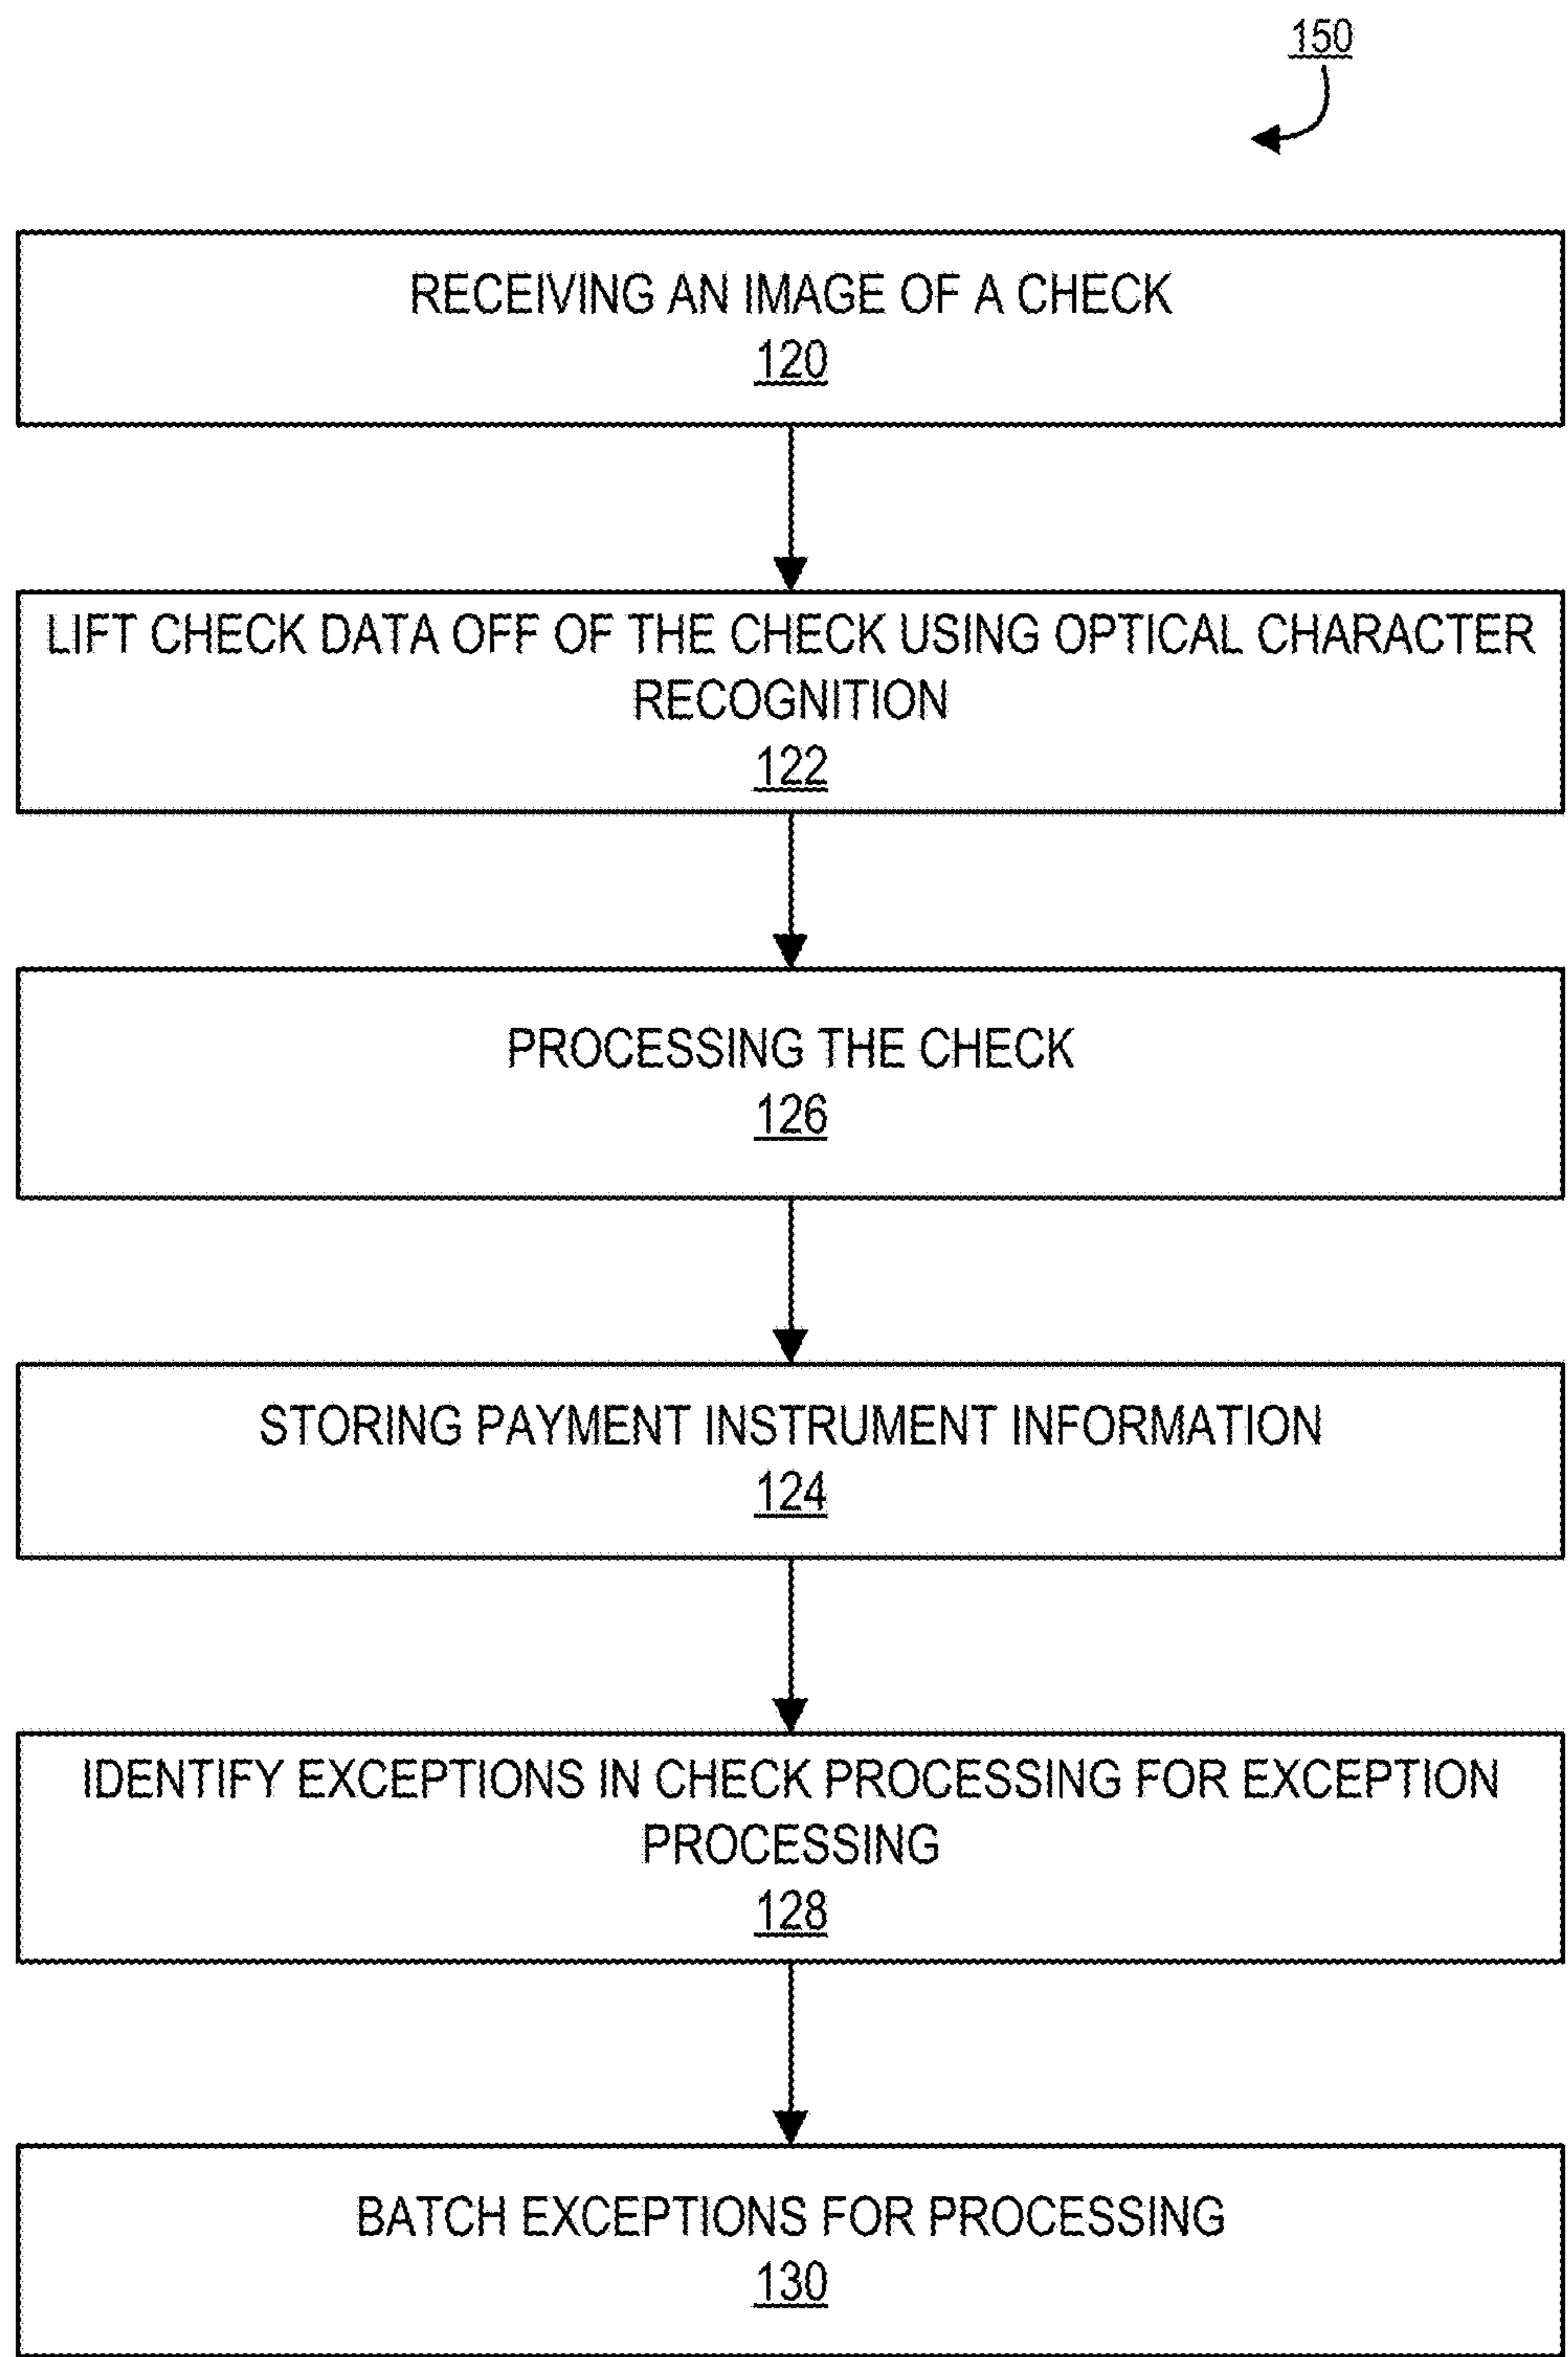 150
RECEIVING AN IMAGE OF A CHECK
120
LIFT CHECK DATA OFF OF THE CHECK USING OPTICAL CHARACTER
RECOGNITION
122
PROCESSING THE CHECK
126
STORING PAYMENT INSTRUMENT INFORMATION
124
IDENTIFY EXCEPTIONS IN CHECK PROCESSING FOR EXCEPTION
PROCESSING
128
BATCH EXCEPTIONS FOR PROCESSING
130